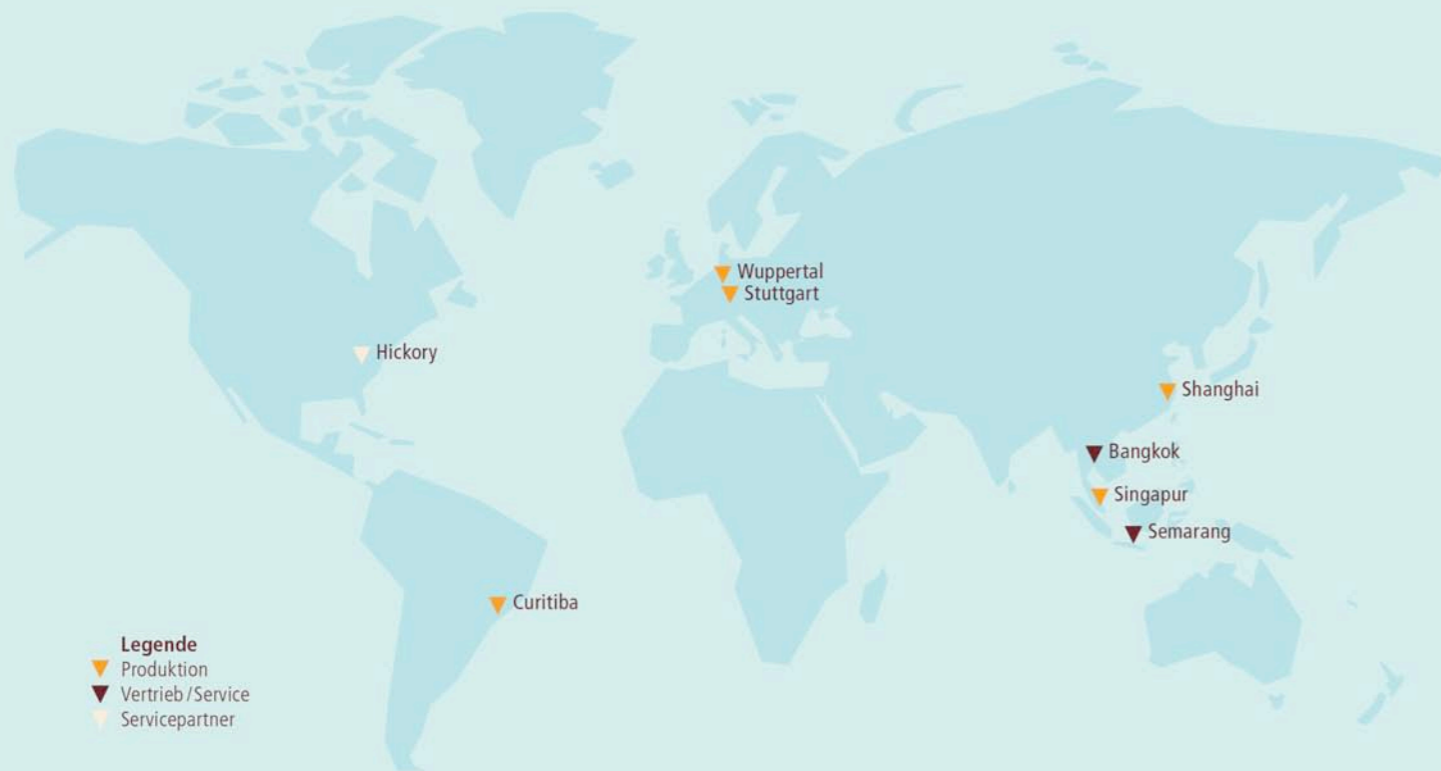 Wuppertal
Stuttgart
Hickory
Shanghai
Bangkok
Singapur
Semarang
Curitiba
Legende
Produktion
Vertrieb/Service
Servicepartner